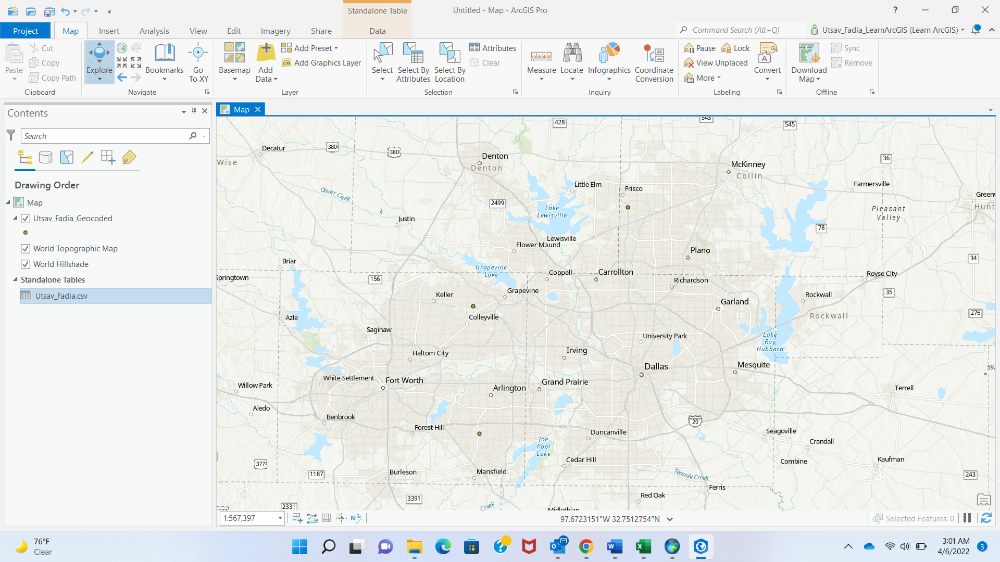 Standalone Table
Untitled - Map - ArcGIS Pro
?
Project
Map
Insert
Analysis
View
Edit
Imagery
Share
Data
Command Search (Alt+Q)
Utsav_Fadia_LearnArcGIS (Learn ArcGIS)
Paste
Cut
Copy
Copy Path
Clipboard
Explore
Bookmarks
Go To XY
Navigate
Basemap
Add Data
Add Preset
Add Graphics Layer
Layer
Select
Select By Attributes
Select By Location
Attributes
Clear
Selection
Measure
Locate
Infographics
Coordinate Conversion
Inquiry
Pause
Lock
View Unplaced
More
Convert
Labeling
Download Map
Sync
Remove
Offline
Contents
Search
Drawing Order
Map
Utsav_Fadia_Geocoded
World Topographic Map
World Hillshade
Standalone Tables
Utsav_Fadia.csv
Map
428
543
545
Decatur
380
380
Wise
Denton
Denton
36
McKinney
Collin
Little Elm
Frisco
Farmersville
Oliver Creek
Greenv
Hunt
2499
Lake Lewisville
Pleasant Valley
k
Justin
78
Lewisville
Flower Mound
Plano
34
Briar
Grapevine Lake
Springtown
156
Coppell
Carrollton
Royse City
Richardson
Grapevine
35
Keller
Rockwall
Garland
Azle
Colleyville
Rockwall
276
Saginaw
University Park
Lake Ray Hubbard
Irving
Haltom City
Dallas
Mesquite
592
White Settlement
Fort Worth
Grand Prairie
Willow Park
Arlington
Terrell
Aledo
Benbrook
20
Forest Hill
Duncanville
Seagoville
Joe Pool Lake
Crandall
Cedar Hill
Combine
Kaufman
377
1187
Burleson
Mansfield
Tenmile Creek
243
Ferris
3391
Red Oak
2331
377
Creek
Midlothian
1:567,397
97.6723151°W 32.7512754°N
Selected Features: 0
76°F
Clear
3:01 AM
4/6/2022
3